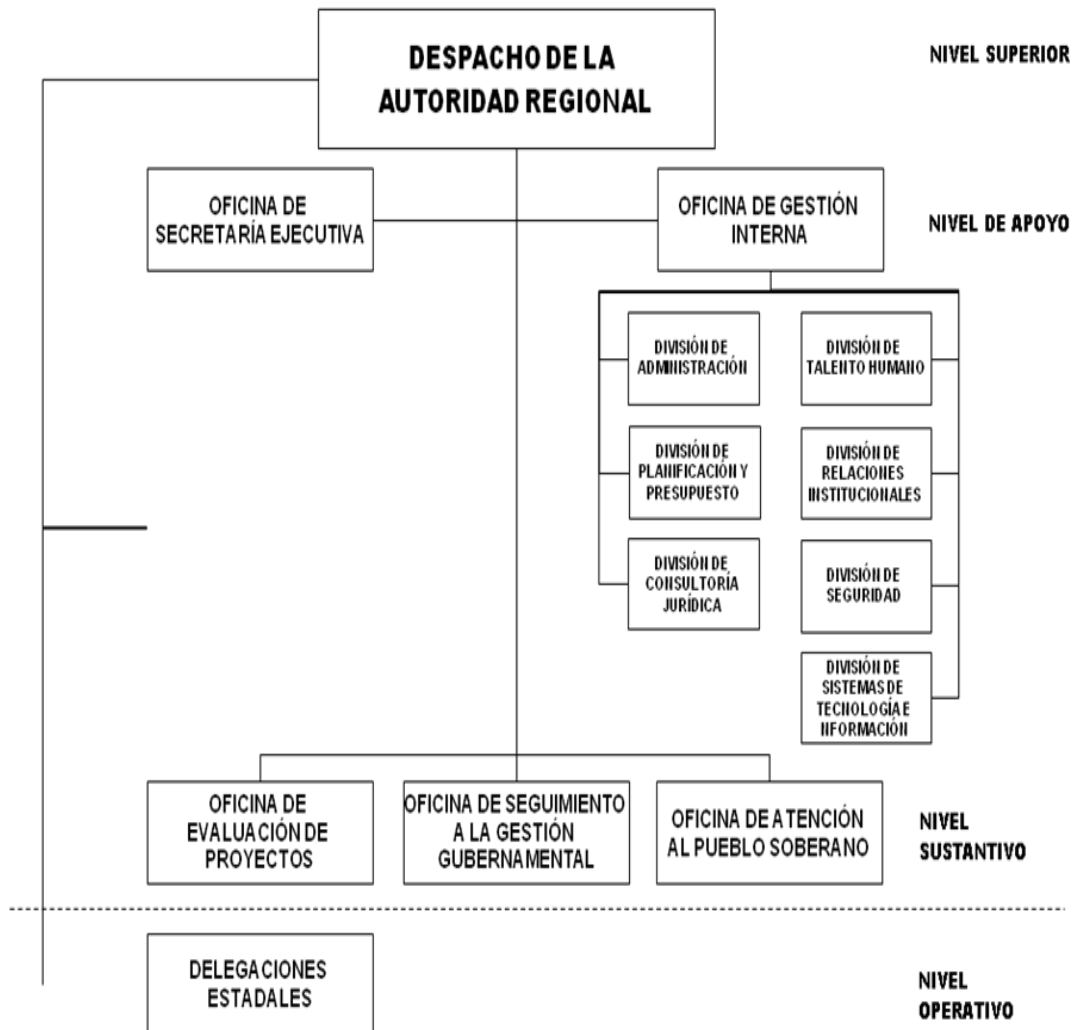 DESPACHO DE LA
AUTORIDAD REGIONAL
NIVEL SUPERIOR
OFICINA DE
SECRETARÍA EJECUTIVA
OFICINA DE GESTIÓN
INTERNA
NIVEL DE APOYO
DIVISIÓN DE
ADMINISTRACIÓN
DIVISIÓN DE
TALENTO HUMANO
DIVISIÓN DE
PLANIFICACIÓN Y
PRESUPUESTO
DIVISIÓN DE
RELACIONES
INSTITUCIONALES
DIVISIÓN DE
CONSULTORÍA
JURÍDICA
DIVISIÓN DE
SEGURIDAD
DIVISIÓN DE
SISTEMAS DE
TECNOLOGÍA E
NFORMACIÓN
OFICINA DE
EVALUACIÓN DE
PROYECTOS
OFICINA DE SEGUIMIENTO
A LA GESTIÓN
GUBERNAMENTAL
OFICINA DE ATENCIÓN
AL PUEBLO SOBERANO
NIVEL
SUSTANTIVO
DELEGACIONES
ESTADALES
NIVEL
OPERATIVO